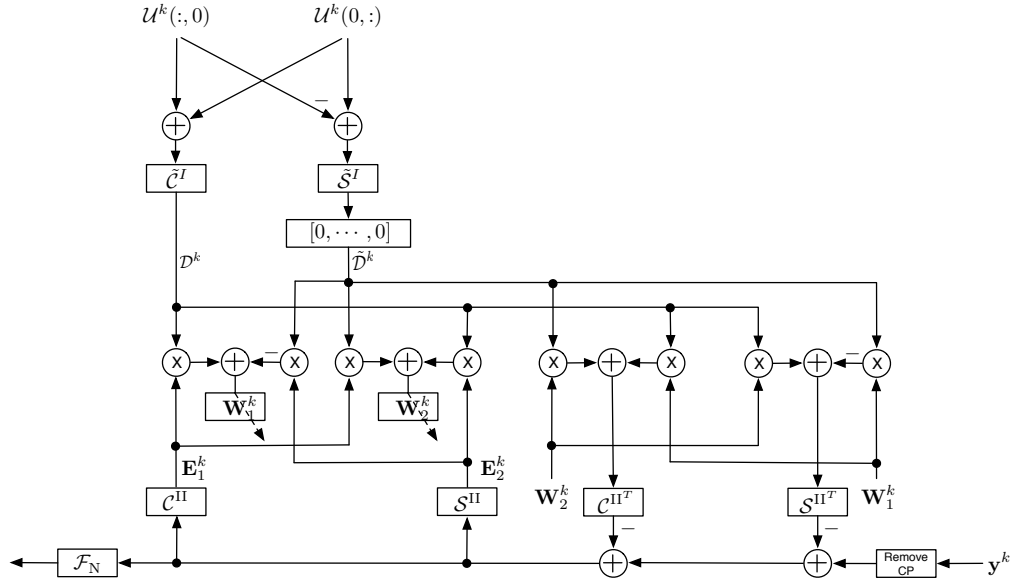 𝒰^k(:,0) 𝒰^k(0,:)
−
+ +
𝒞̃^I 𝒮̃^I
[0, ⋯ , 0]
𝒟^k 𝒟̃^k
X + − X X + X X + X X + − X
𝐖_1^k 𝐖_2^k
𝐄_1^k 𝐄_2^k
𝐖_2^k 𝐖_1^k
𝒞^II 𝒮^II 𝒞^{II^T} 𝒮^{II^T}
− −
ℱ_N + + Remove
CP 𝐲^k